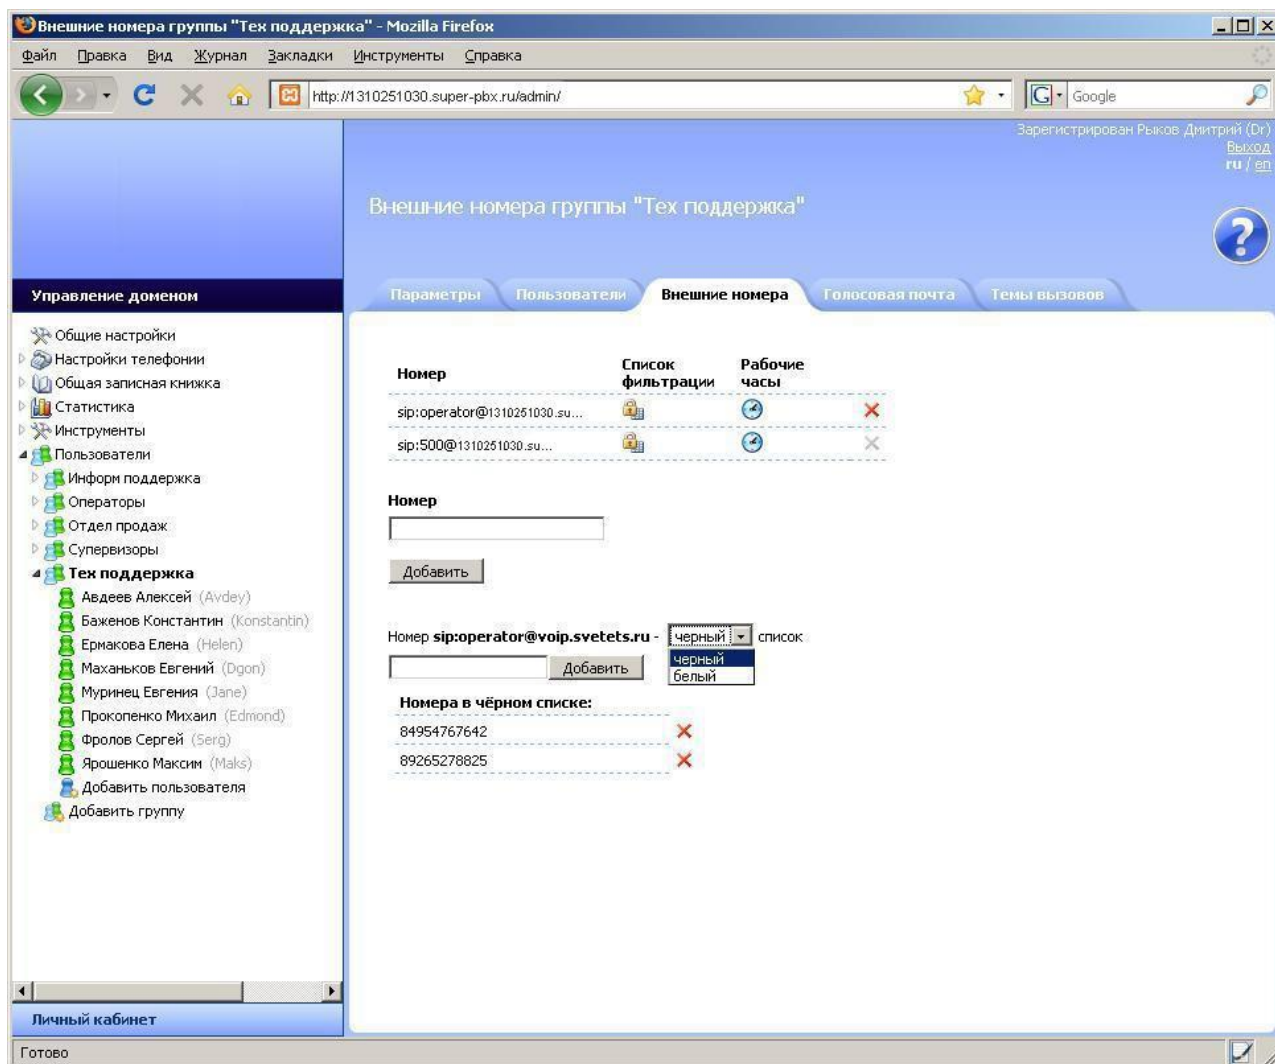 Внешние номера группы "Тех поддержка" - Mozilla Firefox
Файл Правка Вид Журнал Закладки Инструменты Справка
http://1310251030.super-pbx.ru/admin/
G Google
Зарегистрирован Рыков Дмитрий (Dr)
Выход
ru / en
Внешние номера группы "Тех поддержка"
?
Управление доменом
Параметры Пользователи Внешние номера Голосовая почта Темы вызовов
Общие настройки
Настройки телефонии
Общая записная книжка
Статистика
Инструменты
Пользователи
Информ поддержка
Операторы
Отдел продаж
Супервизоры
Тех поддержка
Авдеев Алексей (Avdey)
Баженов Константин (Konstantin)
Ермакова Елена (Helen)
Маханьков Евгений (Dgon)
Муринец Евгения (Jane)
Прокопенко Михаил (Edmond)
Фролов Сергей (Serg)
Ярошенко Максим (Maks)
Добавить пользователя
Добавить группу
Личный кабинет
Номер Список фильтрации Рабочие часы
sip:operator@1310251030.su...
sip:500@1310251030.su...
Номер
Добавить
Номер sip:operator@voip.svetets.ru - черный список
черный
белый
Добавить
Номера в чёрном списке:
84954767642
89265278825
Готово